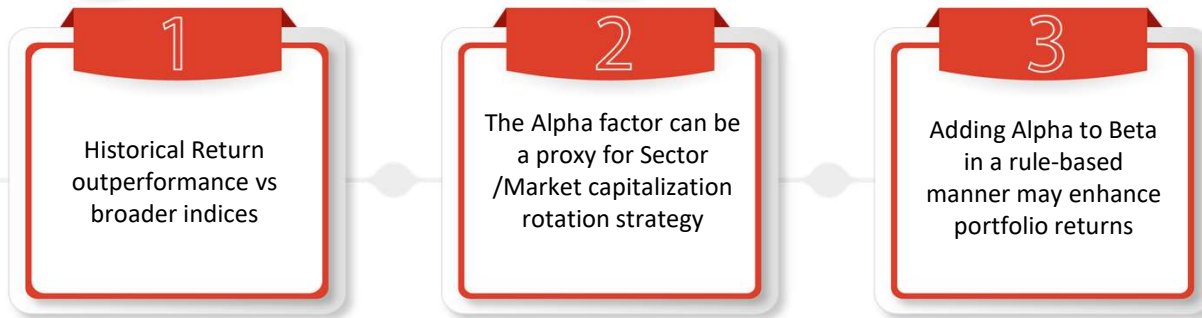 1
Historical Return
outperformance vs
broader indices
2
The Alpha factor can be
a proxy for Sector
/Market capitalization
rotation strategy
3
Adding Alpha to Beta
in a rule-based
manner may enhance
portfolio returns